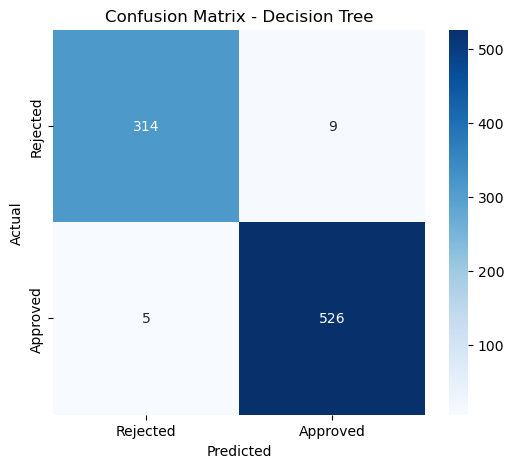 Confusion Matrix - Decision Tree
Actual
Rejected
314
9
Approved
5
526
Rejected
Approved
Predicted
500
400
300
200
100